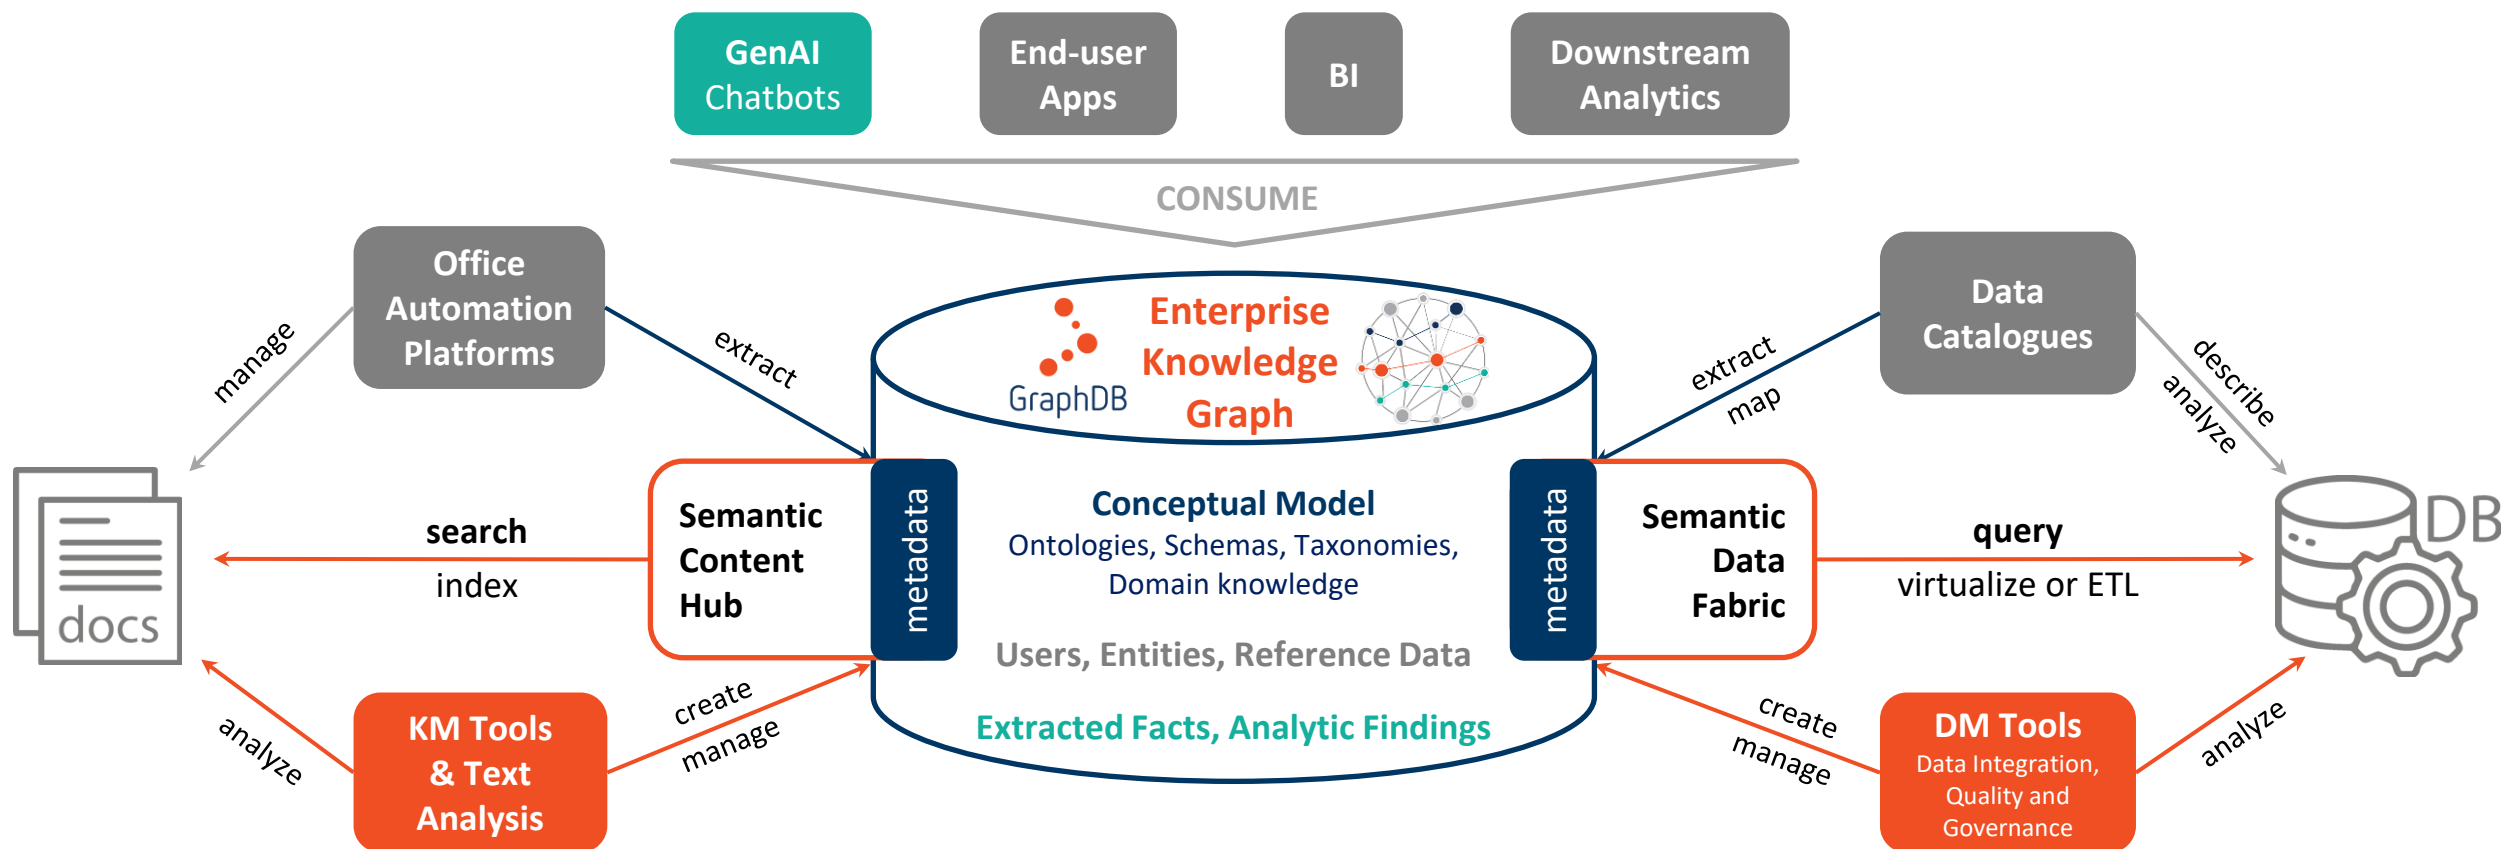 GenAI
Chatbots
End-user
Apps
BI
Downstream
Analytics
CONSUME
Office
Automation
Platforms
Data
Catalogues
manage
extract
GraphDB
Enterprise
Knowledge
Graph
extract
map
describe
analyze
docs
search
index
Semantic
Content
Hub
metadata
Conceptual Model
Ontologies, Schemas, Taxonomies,
Domain knowledge
Users, Entities, Reference Data
Extracted Facts, Analytic Findings
metadata
Semantic
Data
Fabric
query
virtualize or ETL
DB
analyze
KM Tools
& Text
Analysis
create
manage
create
manage
DM Tools
Data Integration,
Quality and
Governance
analyze